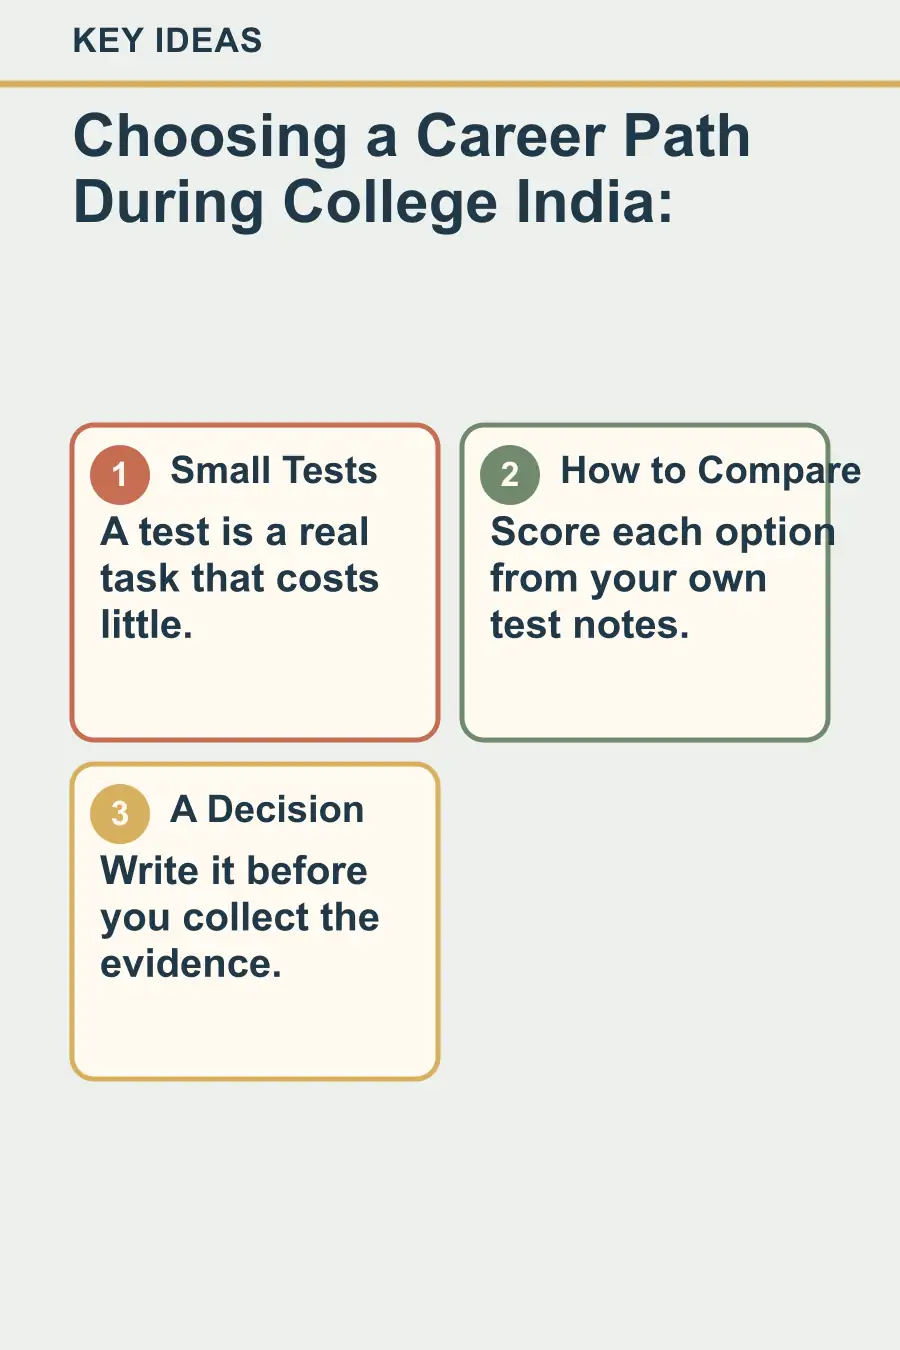 KEY IDEAS
Choosing a Career Path
During College India:
1 Small Tests
A test is a real
task that costs
little.
2 How to Compare
Score each option
from your own
test notes.
3 A Decision
Write it before
you collect the
evidence.